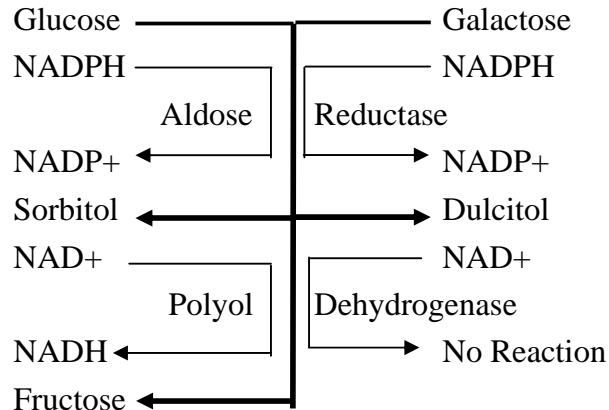 Glucose Galactose
NADPH NADPH
Aldose Reductase
NADP+ NADP+
Sorbitol Dulcitol
NAD+ NAD+
Polyol Dehydrogenase
NADH No Reaction
Fructose